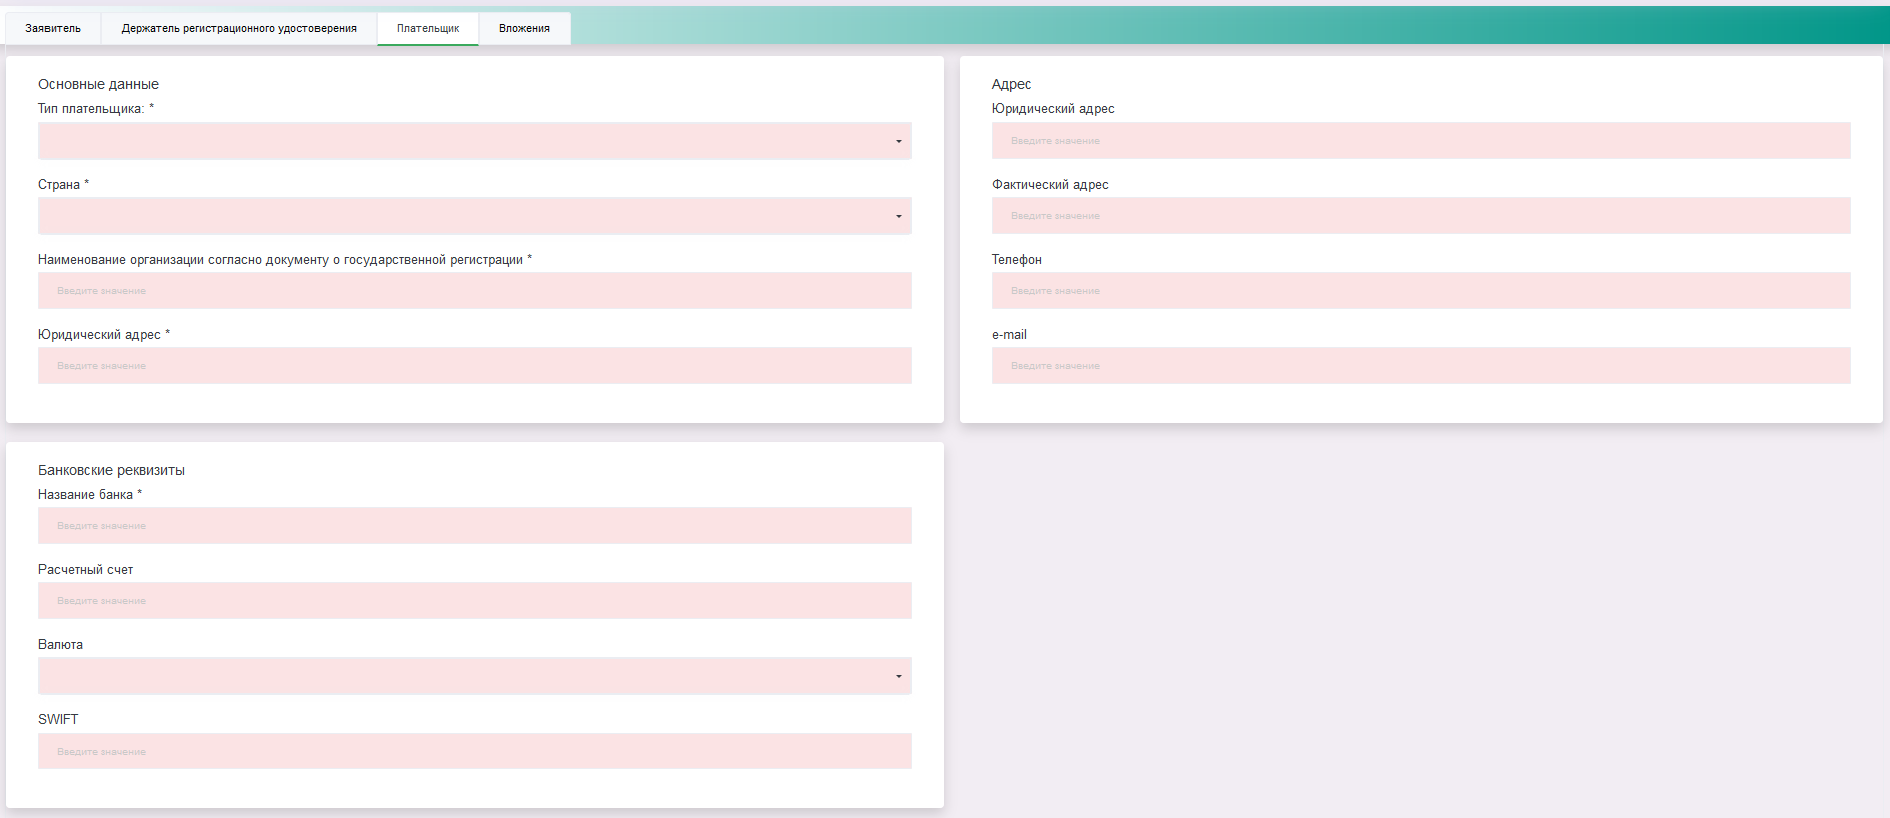 Заявитель
Держатель регистрационного удостоверения
Плательщик
Вложения
Основные данные
Тип плательщика: *
Страна *
Наименование организации согласно документу о государственной регистрации *
Введите значение
Юридический адрес *
Введите значение
Адрес
Юридический адрес
Введите значение
Фактический адрес
Введите значение
Телефон
Введите значение
e-mail
Введите значение
Банковские реквизиты
Название банка *
Введите значение
Расчетный счет
Введите значение
Валюта
SWIFT
Введите значение